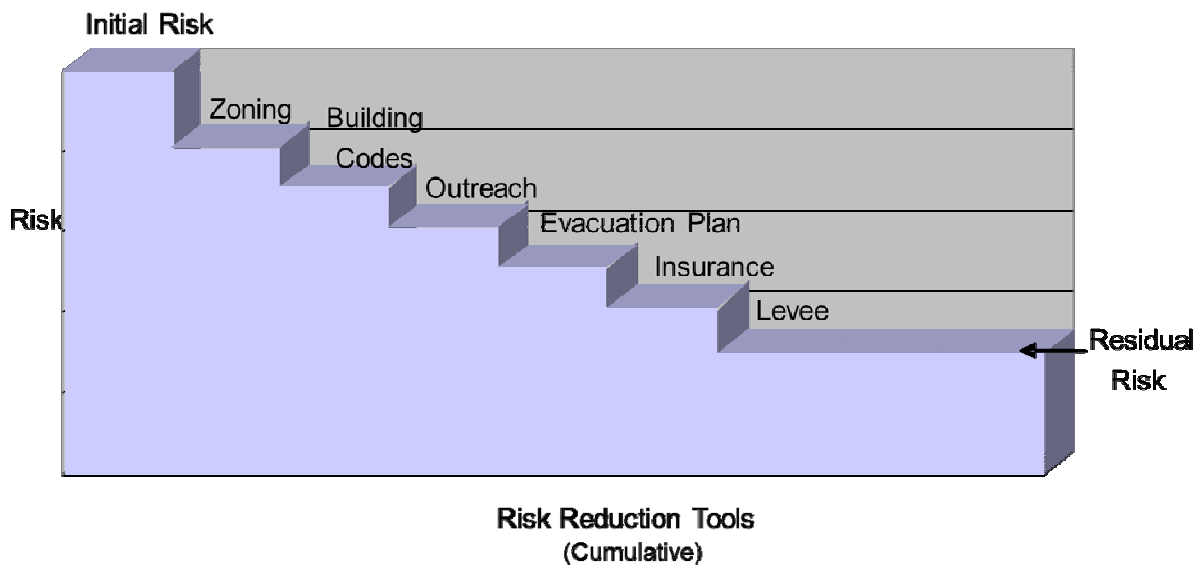 Initial Risk
Zoning
Building
Codes
Outreach
Risk
Evacuation Plan
Insurance
Levee
Residual
Risk
Risk Reduction Tools
(Cumulative)